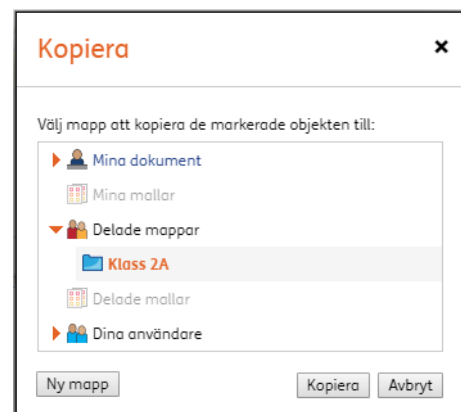 Kopiera
Välj mapp att kopiera de markerade objekten till:
Mina dokument
Mina mallar
Delade mappar
Klass 2A
Delade mallar
Dina användare
Ny mapp Kopiera Avbryt